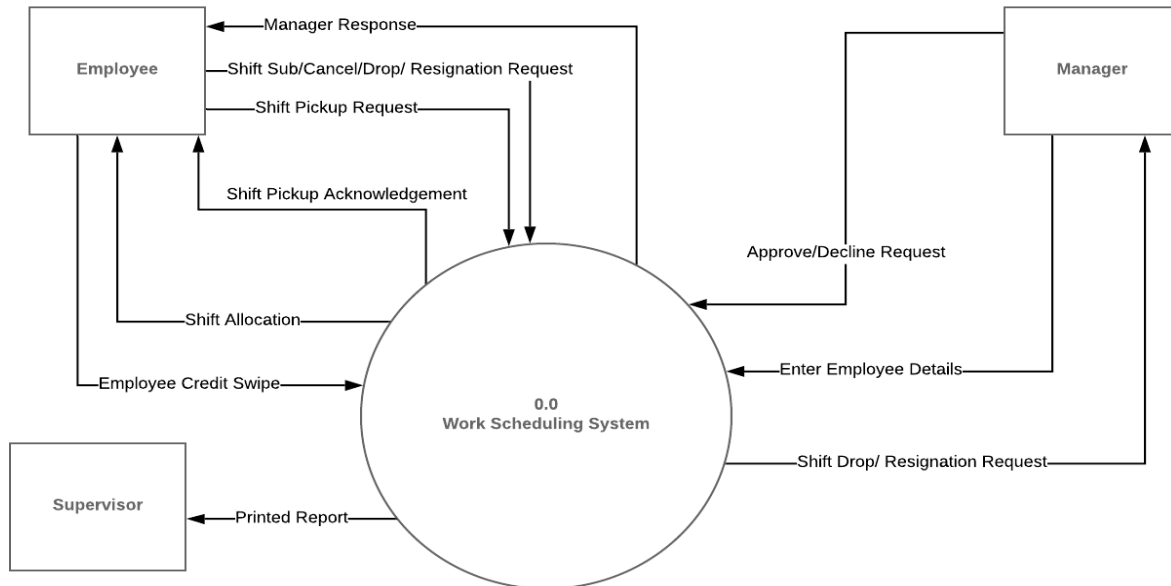 Manager Response
Employee
Shift Sub/Cancel/Drop/ Resignation Request
Manager
Shift Pickup Request
Shift Pickup Acknowledgement
Approve/Decline Request
Shift Allocation
Enter Employee Details
Employee Credit Swipe
0.0
Work Scheduling System
Shift Drop/ Resignation Request
Supervisor
Printed Report